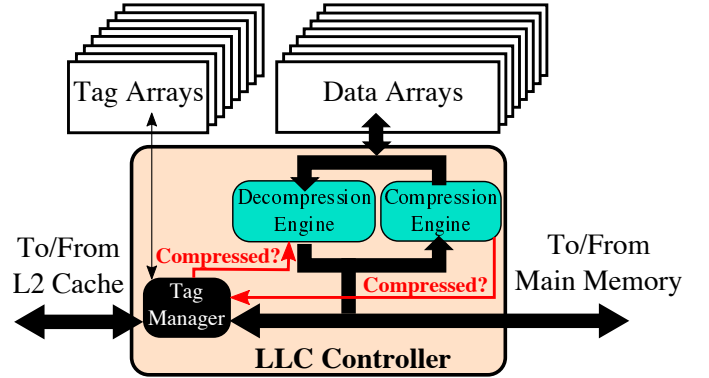 Tag Arrays
Data Arrays
Decompression
Engine
Compression
Engine
To/From
L2 Cache
Compressed?
Compressed?
To/From
Main Memory
Tag
Manager
LLC Controller